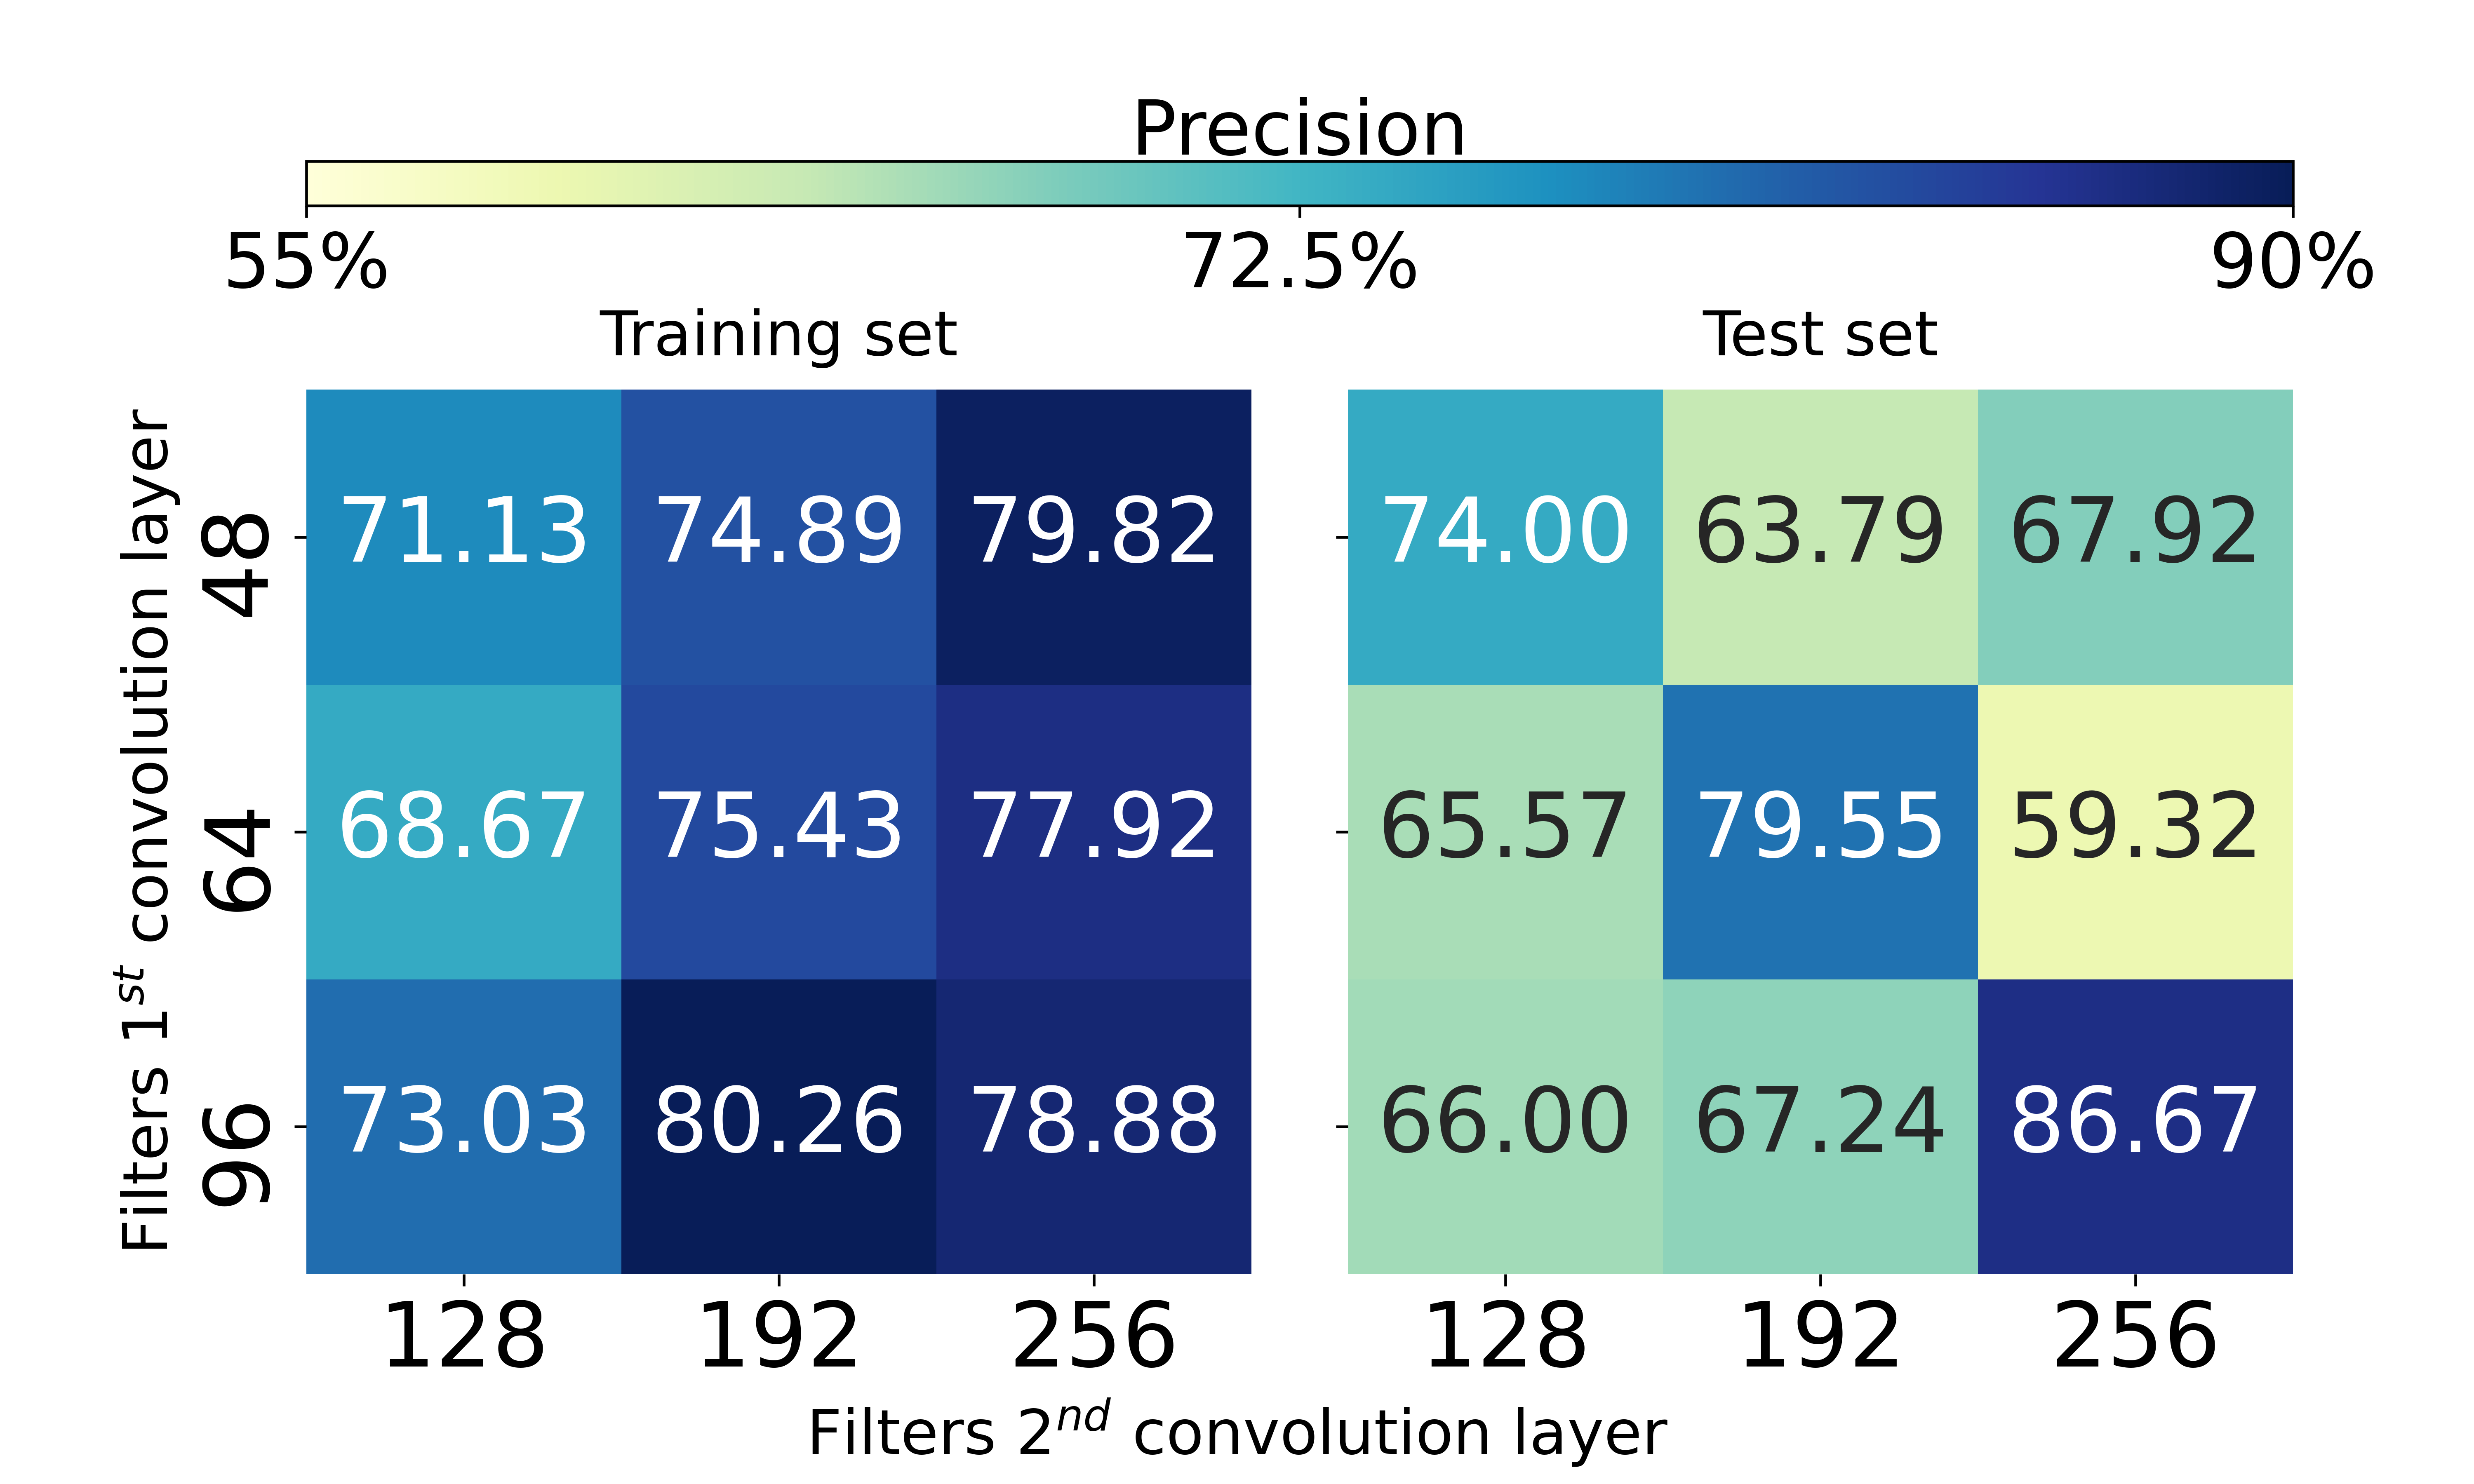 Precision
55% 72.5% 90%
Training set Test set
Filters 1st convolution layer
48 71.13 74.89 79.82 74.00 63.79 67.92
64 68.67 75.43 77.92 65.57 79.55 59.32
96 73.03 80.26 78.88 66.00 67.24 86.67
128 192 256 128 192 256
Filters 2nd convolution layer